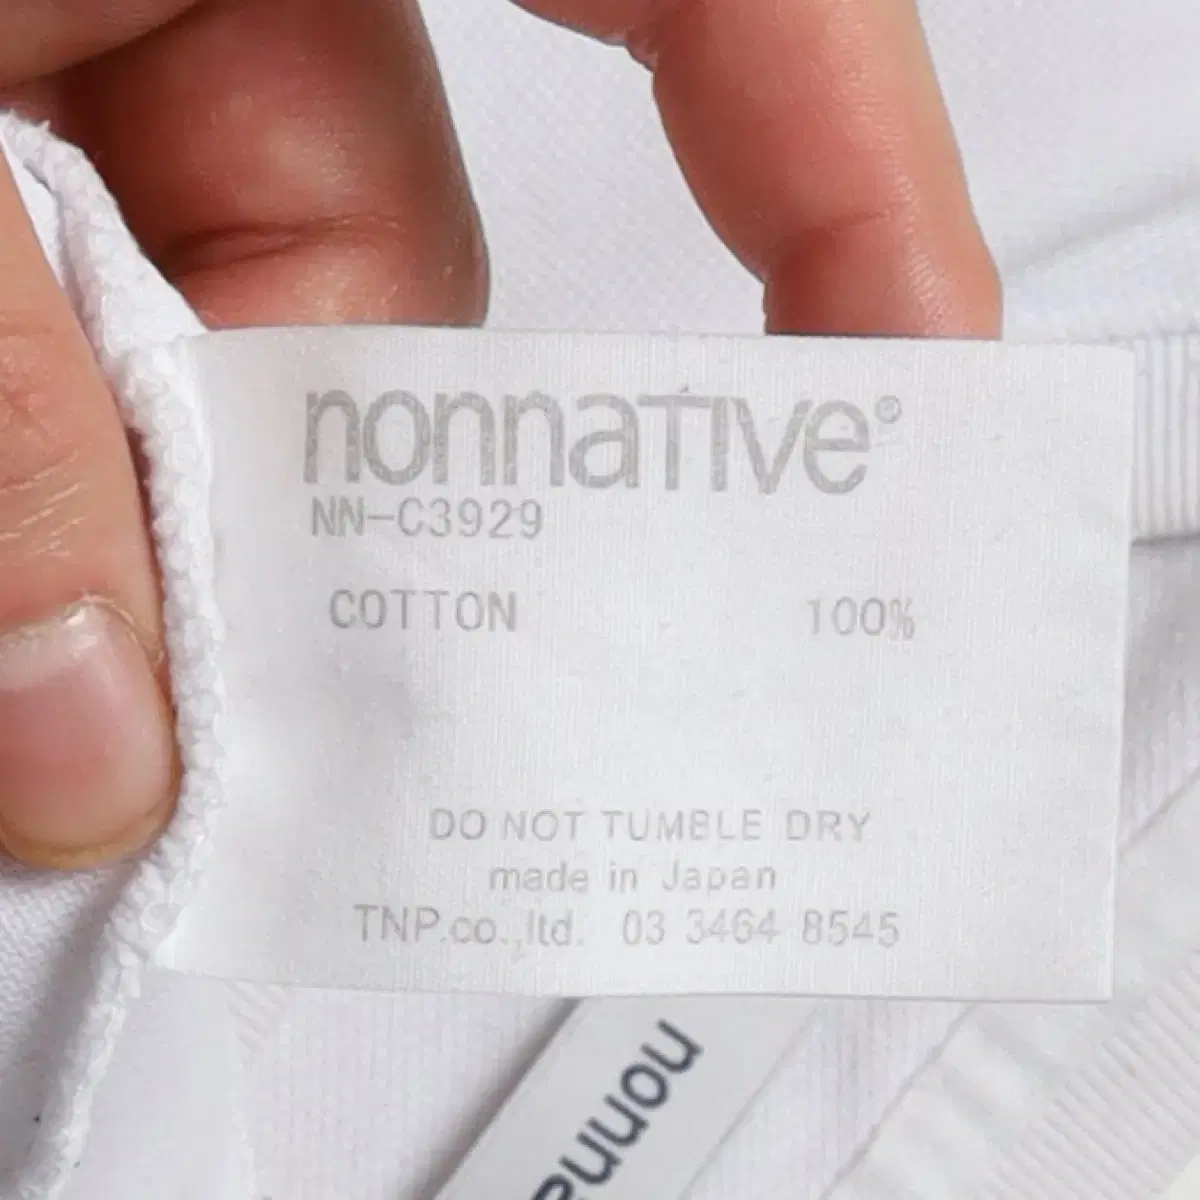 nonnaTIve®
NN-C3929
COTTON 100%
DO NOT TUMBLE DRY
made in Japan
TNP.co.,ltd. 03 3464 8545
nonna